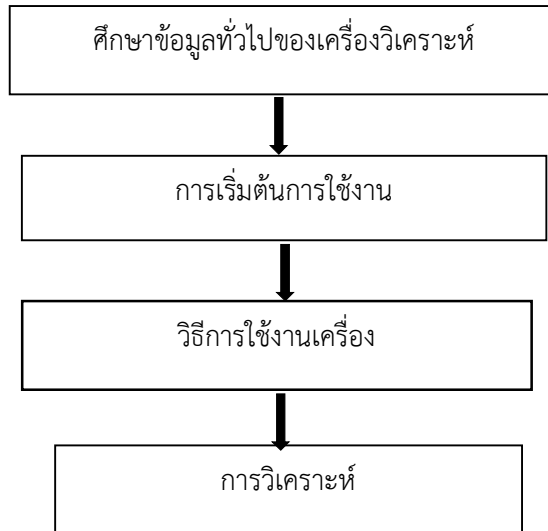 ศึกษาข้อมูลทั่วไปของเครื่องวิเคราะห์
การเริ่มต้นการใช้งาน
วิธีการใช้งานเครื่อง
การวิเคราะห์